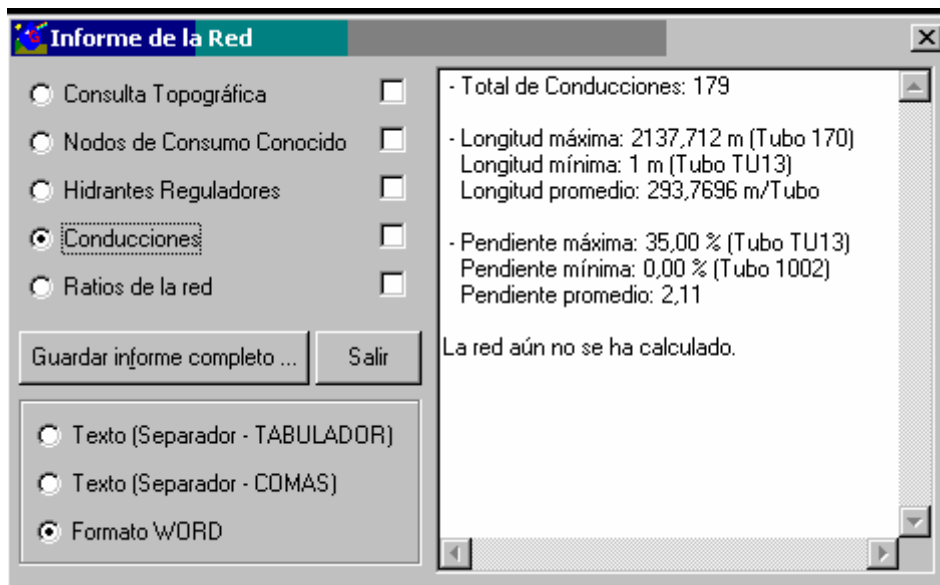 Informe de la Red
Consulta Topográfica
Nodos de Consumo Conocido
Hidrantes Reguladores
Conducciones
Ratios de la red
Guardar informe completo ...
Salir
Texto (Separador - TABULADOR)
Texto (Separador - COMAS)
Formato WORD
- Total de Conducciones: 179
- Longitud máxima: 2137,712 m (Tubo 170)
Longitud mínima: 1 m (Tubo TU13)
Longitud promedio: 293,7696 m/Tubo
- Pendiente máxima: 35,00 % (Tubo TU13)
Pendiente mínima: 0,00 % (Tubo 1002)
Pendiente promedio: 2,11
La red aún no se ha calculado.